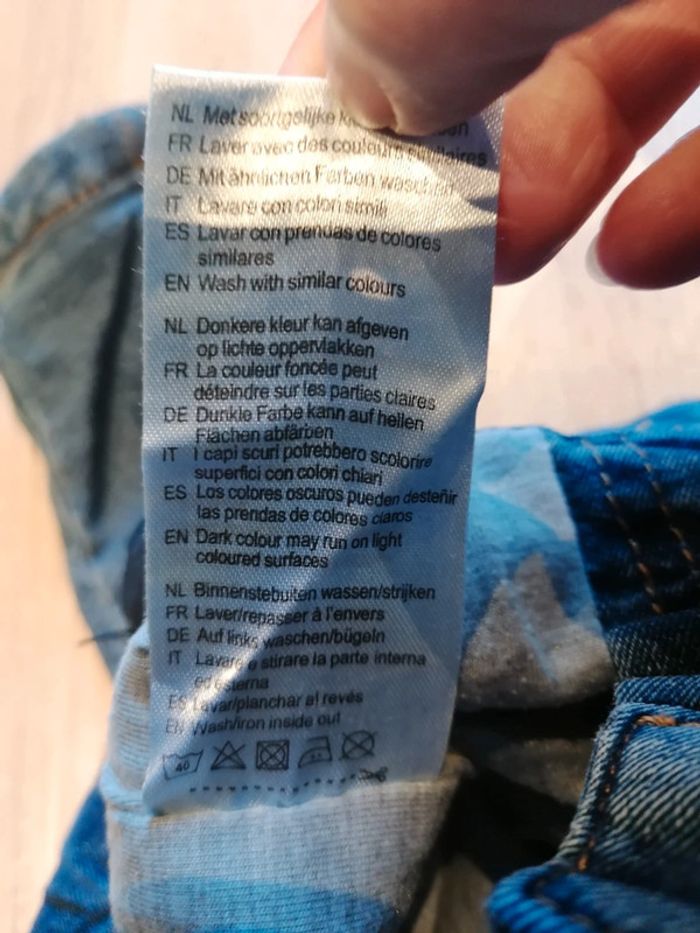 NL Met soortgelijke
FR Laver avec des couleurs similaires
DE Mit ähnlichen Farben waschen
IT Lavare con colori simili
ES Lavar con prendas de colores
similares
EN Wash with similar colours
NL Donkere kleur kan afgeven
op lichte oppervlakken
FR La couleur foncée peut
déteindre sur les parties claires
DE Dunkle Farbe kann auf hellen
Flächen abfärben
IT I capi scuri potrebbero scolorire
superfici con colori chiari
ES Los colores oscuros pueden desteñir
las prendas de colores claros
EN Dark colour may run on light
coloured surfaces
NL Binnenstebuiten wassen/strijken
FR Laver/repasser à l'envers
DE Auf links waschen/bügeln
IT Lavare e stirare la parte interna
ed esterna
ES Lavar/planchar al revés
EN Wash/iron inside out
40